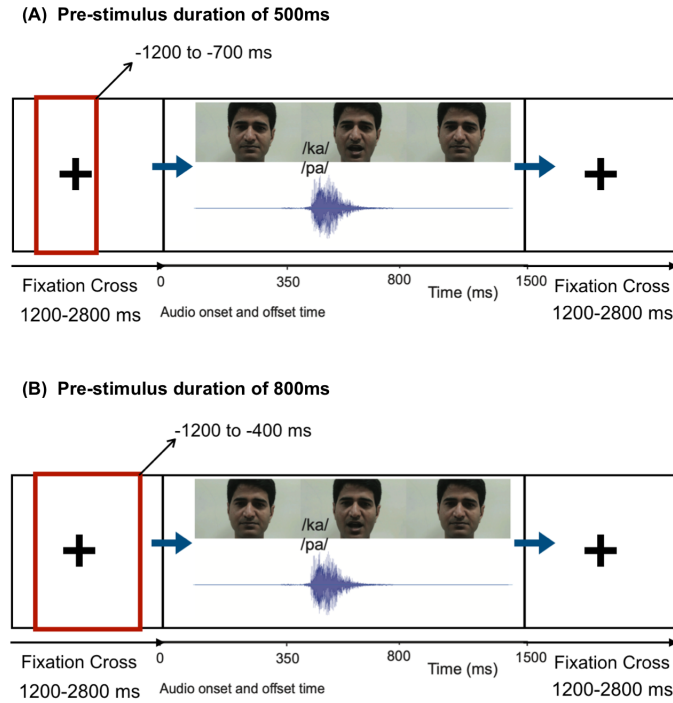 (A) Pre-stimulus duration of 500ms
-1200 to -700 ms
/ka/
/pa/
0 350 800 Time (ms) 1500
Fixation Cross
1200-2800 ms
Audio onset and offset time
Fixation Cross
1200-2800 ms
(B) Pre-stimulus duration of 800ms
-1200 to -400 ms
/ka/
/pa/
0 350 800 Time (ms) 1500
Fixation Cross
1200-2800 ms
Audio onset and offset time
Fixation Cross
1200-2800 ms